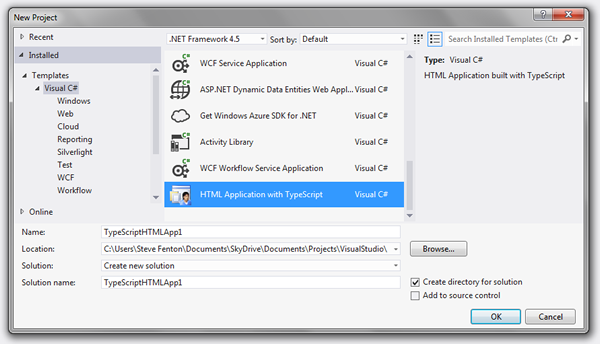 New Project
Recent
.NET Framework 4.5 Sort by: Default Search Installed Templates (Ctr
Installed
Templates
Visual C#
Windows
Web
Cloud
Reporting
Silverlight
Test
WCF
Workflow
Online
WCF Service Application Visual C#
ASP.NET Dynamic Data Entities Web Appl... Visual C#
Get Windows Azure SDK for .NET Visual C#
Activity Library Visual C#
WCF Workflow Service Application Visual C#
HTML Application with TypeScript Visual C#
Type: Visual C#
HTML Application built with TypeScript
Name: TypeScriptHTMLApp1
Location: C:\Users\Steve Fenton\Documents\SkyDrive\Documents\Projects\VisualStudio\ Browse...
Solution: Create new solution
Solution name: TypeScriptHTMLApp1
Create directory for solution
Add to source control
OK Cancel